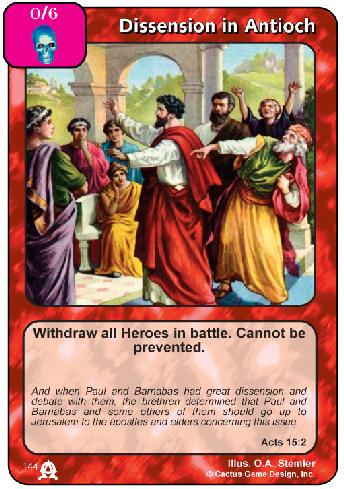 0/6
Dissension in Antioch
Withdraw all Heroes in battle. Cannot be
prevented.
And when Paul and Barnabas had great dissension and
debate with them, the brethren determined that Paul and
Barnabas and some others of them should go up to
Jerusalem to the apostles and elders concerning this issue.
Acts 15:2
144
Illus. O.A. Stemler
© Cactus Game Design, Inc.